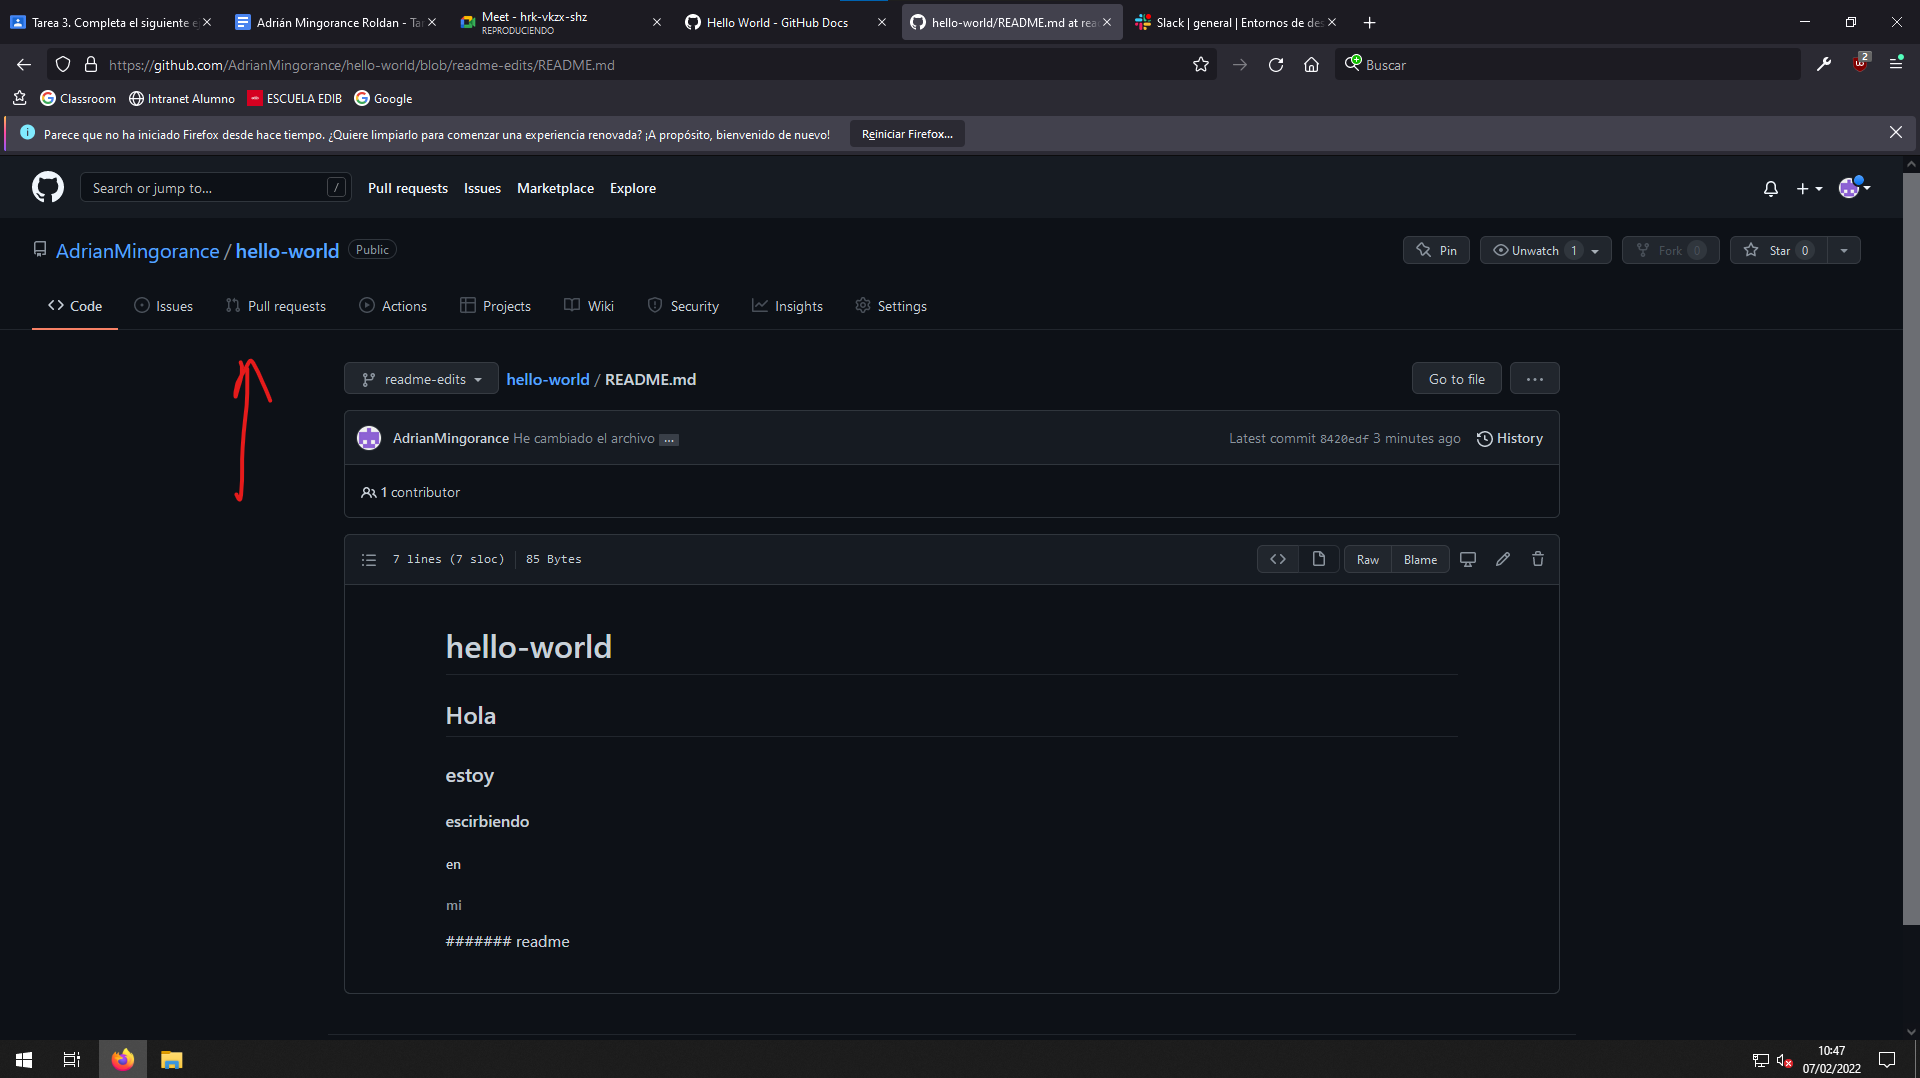 Tarea 3. Completa el siguiente e
Adrián Mingorance Roldan - Ta
Meet - hrk-vkzx-shz
REPRODUCIENDO
Hello World - GitHub Docs
hello-world/README.md at rea
Slack | general | Entornos de des
https://github.com/AdrianMingorance/hello-world/blob/readme-edits/README.md
Buscar
2
Classroom
Intranet Alumno
ESCUELA EDIB
Google
Parece que no ha iniciado Firefox desde hace tiempo. ¿Quiere limpiarlo para comenzar una experiencia renovada? ¡A propósito, bienvenido de nuevo!
Reiniciar Firefox...
Search or jump to...
/
Pull requests
Issues
Marketplace
Explore
AdrianMingorance / hello-world
Public
Pin
Unwatch 1
Fork 0
Star 0
Code
Issues
Pull requests
Actions
Projects
Wiki
Security
Insights
Settings
readme-edits
hello-world / README.md
Go to file
...
AdrianMingorance He cambiado el archivo ...
Latest commit 8420edf 3 minutes ago
History
1 contributor
7 lines (7 sloc)
85 Bytes
Raw
Blame
hello-world
Hola
estoy
escirbiendo
en
mi
####### readme
10:47
07/02/2022